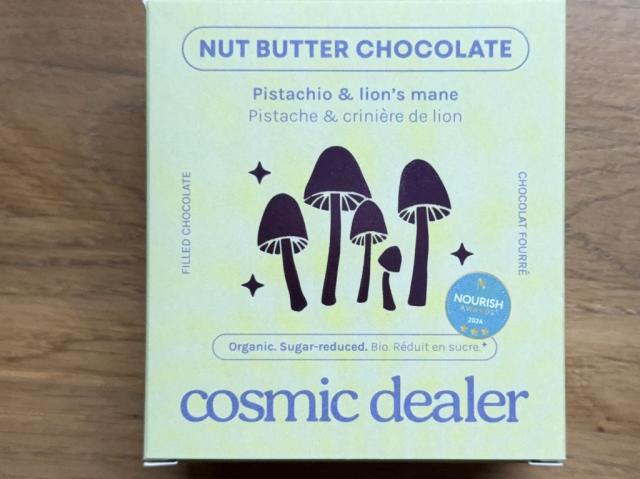 NUT BUTTER CHOCOLATE
Pistachio & lion's mane
Pistache & crinière de lion
FILLED CHOCOLATE
CHOCOLAT FOURRÉ
N
NOURISH
AWARDS
2024
Organic. Sugar-reduced. Bio. Réduit en sucre.*
cosmic dealer